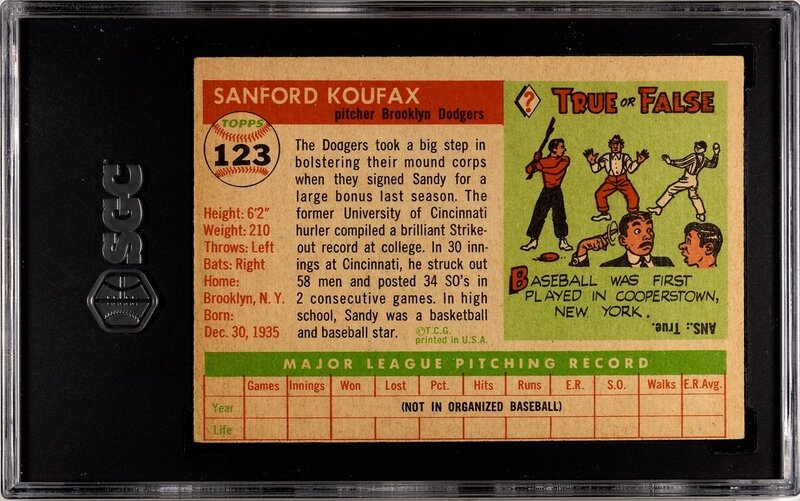 SGC
SANFORD KOUFAX
pitcher Brooklyn Dodgers
TOPPS
123
Height: 6'2"
Weight: 210
Throws: Left
Bats: Right
Home:
Brooklyn, N. Y.
Born:
Dec. 30, 1935
The Dodgers took a big step in
bolstering their mound corps
when they signed Sandy for a
large bonus last season. The
former University of Cincinnati
hurler compiled a brilliant Strike-
out record at college. In 30 inn-
ings at Cincinnati, he struck out
58 men and posted 34 SO's in
2 consecutive games. In high
school, Sandy was a basketball
and baseball star.
©T.C.G.
printed in U.S.A.
? TRUE OR FALSE
BASEBALL WAS FIRST
PLAYED IN COOPERSTOWN,
NEW YORK.
ANS.: True.
MAJOR LEAGUE PITCHING RECORD
Games Innings Won Lost Pct. Hits Runs E.R. S.O. Walks E.R.Avg.
Year (NOT IN ORGANIZED BASEBALL)
Life